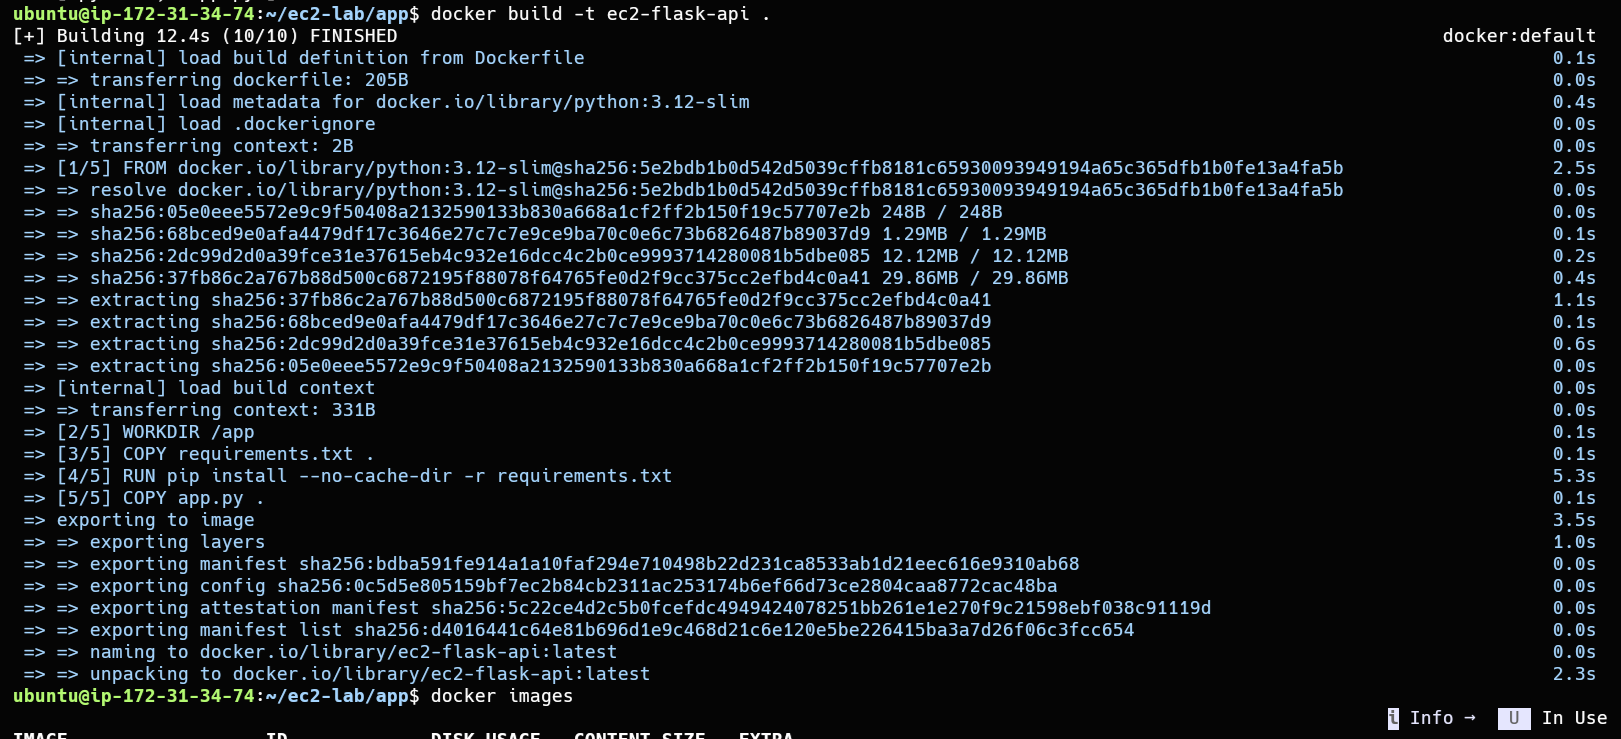 ubuntu@ip-172-31-34-74:~/ec2-lab/app$ docker build -t ec2-flask-api .
[+] Building 12.4s (10/10) FINISHED docker:default
=> [internal] load build definition from Dockerfile 0.1s
=> => transferring dockerfile: 205B 0.0s
=> [internal] load metadata for docker.io/library/python:3.12-slim 0.4s
=> [internal] load .dockerignore 0.0s
=> => transferring context: 2B 0.0s
=> [1/5] FROM docker.io/library/python:3.12-slim@sha256:5e2bdb1b0d542d5039cffb8181c65930093949194a65c365dfb1b0fe13a4fa5b 2.5s
=> => resolve docker.io/library/python:3.12-slim@sha256:5e2bdb1b0d542d5039cffb8181c65930093949194a65c365dfb1b0fe13a4fa5b 0.0s
=> => sha256:05e0eee5572e9c9f50408a2132590133b830a668a1cf2ff2b150f19c57707e2b 248B / 248B 0.0s
=> => sha256:68bced9e0afa4479df17c3646e27c7c7e9ce9ba70c0e6c73b6826487b89037d9 1.29MB / 1.29MB 0.1s
=> => sha256:2dc99d2d0a39fce31e37615eb4c932e16dcc4c2b0ce9993714280081b5dbe085 12.12MB / 12.12MB 0.2s
=> => sha256:37fb86c2a767b88d500c6872195f88078f64765fe0d2f9cc375cc2efbd4c0a41 29.86MB / 29.86MB 0.4s
=> => extracting sha256:37fb86c2a767b88d500c6872195f88078f64765fe0d2f9cc375cc2efbd4c0a41 1.1s
=> => extracting sha256:68bced9e0afa4479df17c3646e27c7c7e9ce9ba70c0e6c73b6826487b89037d9 0.1s
=> => extracting sha256:2dc99d2d0a39fce31e37615eb4c932e16dcc4c2b0ce9993714280081b5dbe085 0.6s
=> => extracting sha256:05e0eee5572e9c9f50408a2132590133b830a668a1cf2ff2b150f19c57707e2b 0.0s
=> [internal] load build context 0.0s
=> => transferring context: 331B 0.0s
=> [2/5] WORKDIR /app 0.1s
=> [3/5] COPY requirements.txt . 0.1s
=> [4/5] RUN pip install --no-cache-dir -r requirements.txt 5.3s
=> [5/5] COPY app.py . 0.1s
=> exporting to image 3.5s
=> => exporting layers 1.0s
=> => exporting manifest sha256:bdba591fe914a1a10faf294e710498b22d231ca8533ab1d21eec616e9310ab68 0.0s
=> => exporting config sha256:0c5d5e805159bf7ec2b84cb2311ac253174b6ef66d73ce2804caa8772cac48ba 0.0s
=> => exporting attestation manifest sha256:5c22ce4d2c5b0fcefdc4949424078251bb261e1e270f9c21598ebf038c91119d 0.0s
=> => exporting manifest list sha256:d4016441c64e81b696d1e9c468d21c6e120e5be226415ba3a7d26f06c3fcc654 0.0s
=> => naming to docker.io/library/ec2-flask-api:latest 0.0s
=> => unpacking to docker.io/library/ec2-flask-api:latest 2.3s
ubuntu@ip-172-31-34-74:~/ec2-lab/app$ docker images
i Info → U In Use
IMAGE ID DISK USAGE CONTENT SIZE EXTRA